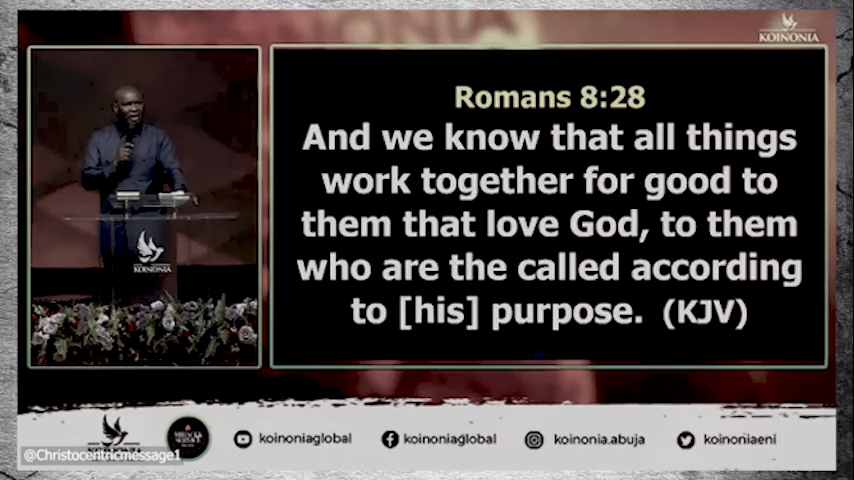 KOINONIA
Romans 8:28
And we know that all things
work together for good to
them that love God, to them
who are the called according
to [his] purpose. (KJV)
KOINONIA
koinoniaglobal
koinoniaglobal
koinonia.abuja
koinoniaeni
@Christocentricmessage1